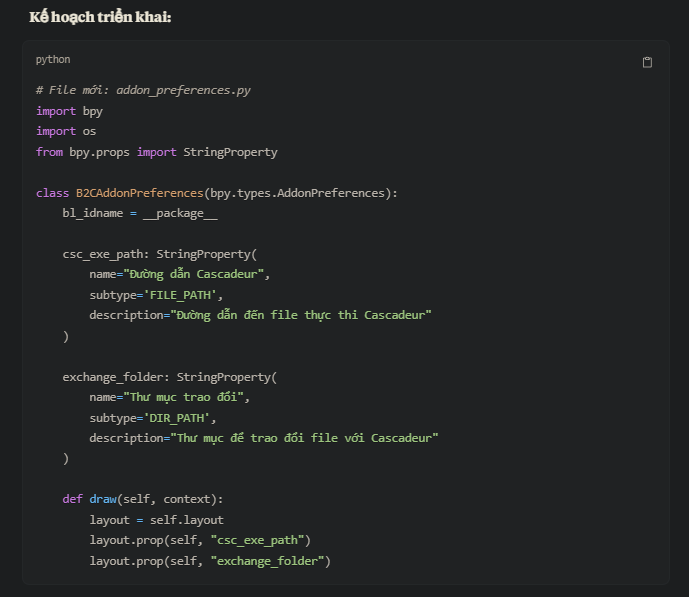 Kế hoạch triển khai:
python
# File mới: addon_preferences.py
import bpy
import os
from bpy.props import StringProperty
class B2CAddonPreferences(bpy.types.AddonPreferences):
    bl_idname = __package__
    csc_exe_path: StringProperty(
        name="Đường dẫn Cascadeur",
        subtype='FILE_PATH',
        description="Đường dẫn đến file thực thi Cascadeur"
    )
    exchange_folder: StringProperty(
        name="Thư mục trao đổi",
        subtype='DIR_PATH',
        description="Thư mục để trao đổi file với Cascadeur"
    )
    def draw(self, context):
        layout = self.layout
        layout.prop(self, "csc_exe_path")
        layout.prop(self, "exchange_folder")